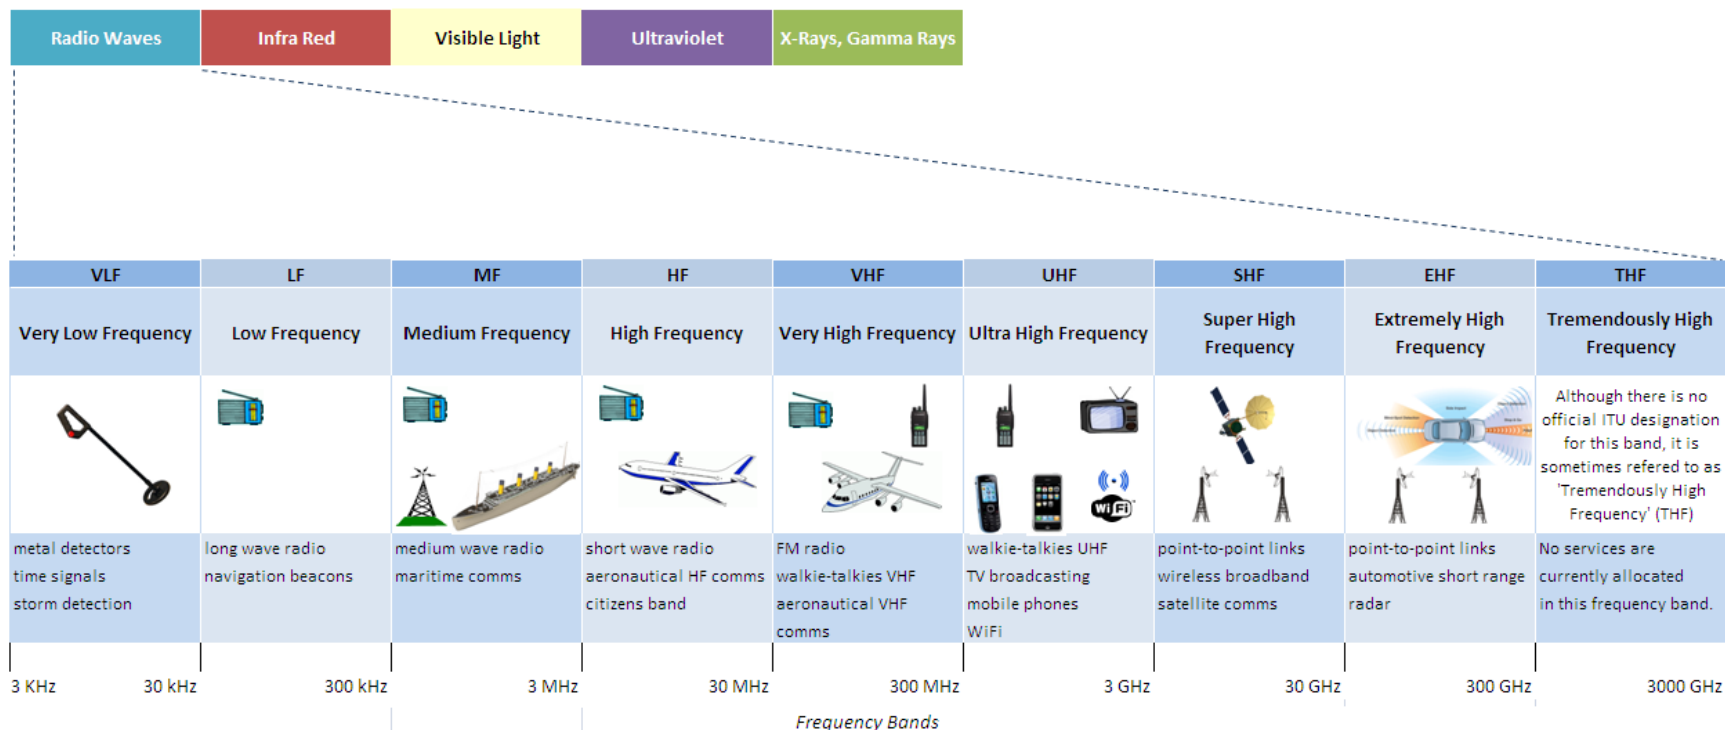 Radio Waves
Infra Red
Visible Light
Ultraviolet
X-Rays, Gamma Rays
VLF
LF
MF
HF
VHF
UHF
SHF
EHF
THF
Very Low Frequency
Low Frequency
Medium Frequency
High Frequency
Very High Frequency
Ultra High Frequency
Super High
Frequency
Extremely High
Frequency
Tremendously High
Frequency
WiFi
Although there is no
official ITU designation
for this band, it is
sometimes refered to as
'Tremendously High
Frequency' (THF)
metal detectors
time signals
storm detection
long wave radio
navigation beacons
medium wave radio
maritime comms
short wave radio
aeronautical HF comms
citizens band
FM radio
walkie-talkies VHF
aeronautical VHF
comms
walkie-talkies UHF
TV broadcasting
mobile phones
WiFi
point-to-point links
wireless broadband
satellite comms
point-to-point links
automotive short range
radar
No services are
currently allocated
in this frequency band.
3 KHz
30 kHz
300 kHz
3 MHz
30 MHz
300 MHz
3 GHz
30 GHz
300 GHz
3000 GHz
Frequency Bands